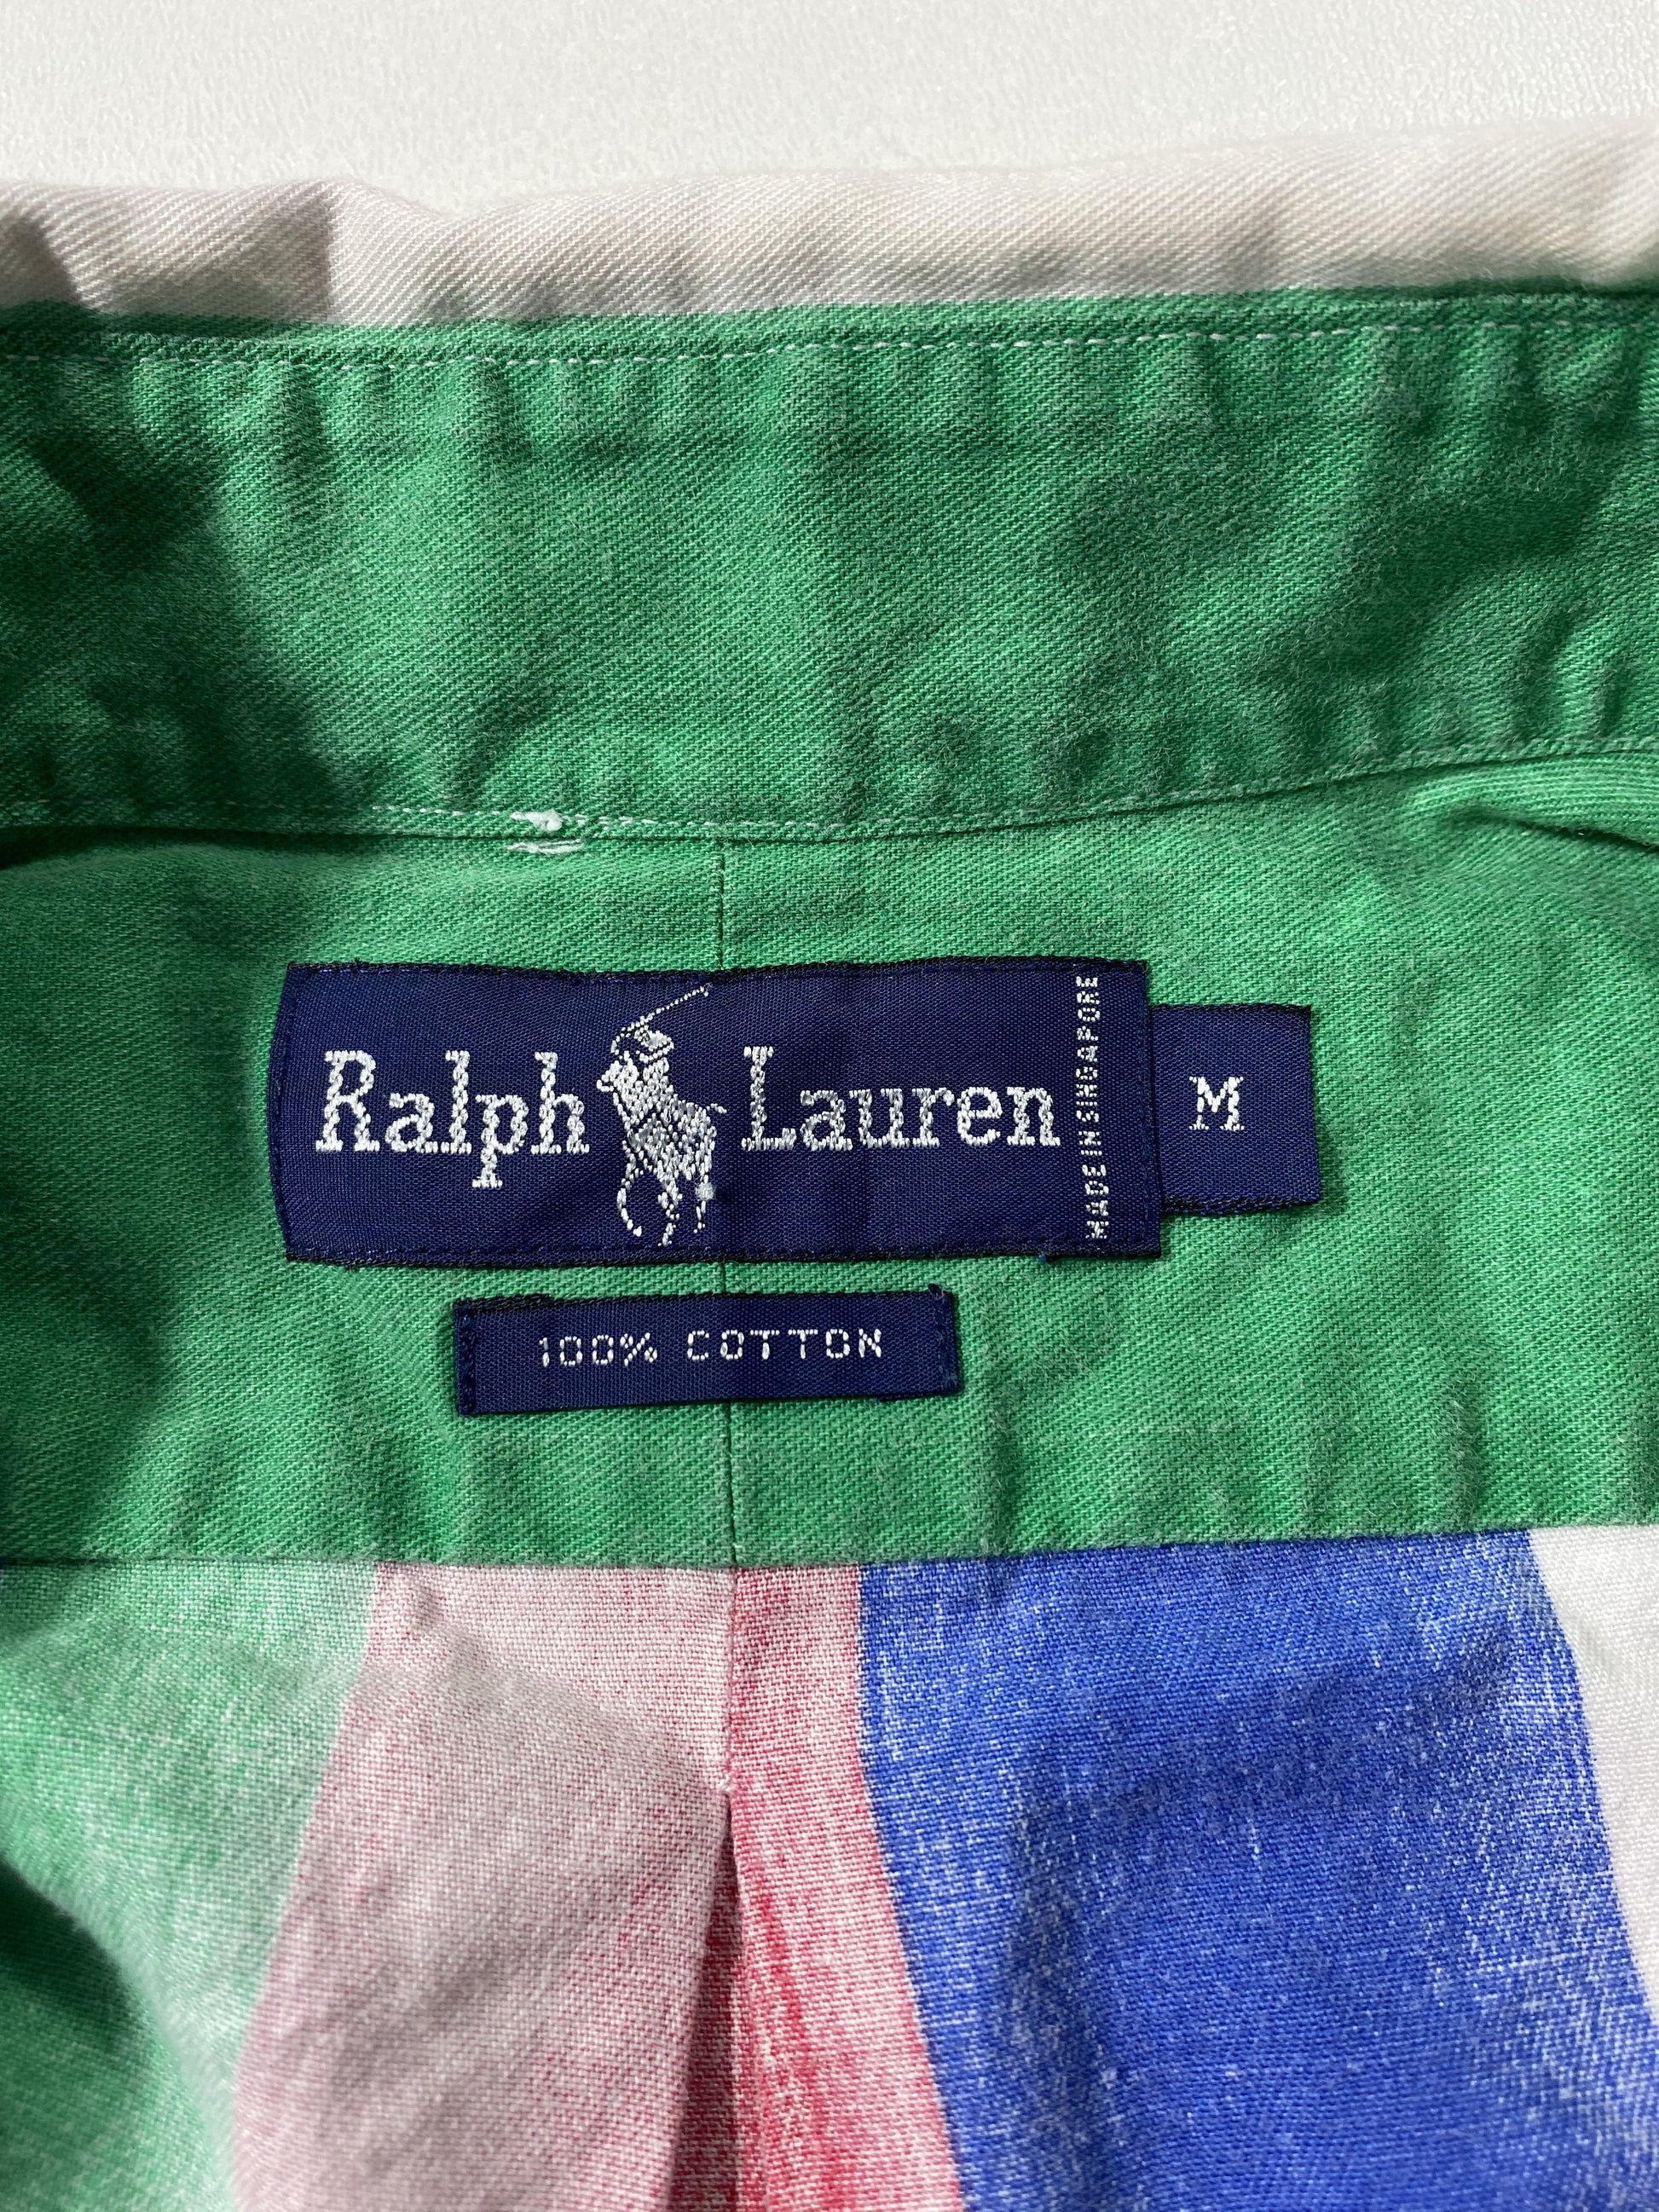 Ralph Lauren
MADE IN SINGAPORE
M
100% COTTON